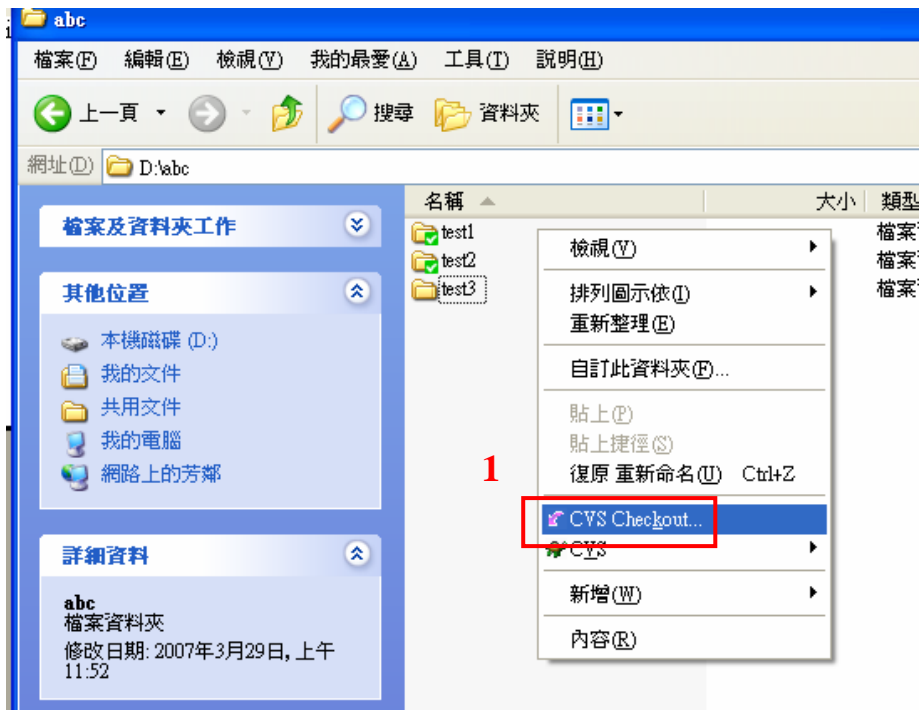 abc
檔案(F) 編輯(E) 檢視(V) 我的最愛(A) 工具(T) 說明(H)
上一頁 搜尋 資料夾
網址(D) D:\abc
檔案及資料夾工作
其他位置
本機磁碟 (D:)
我的文件
共用文件
我的電腦
網路上的芳鄰
詳細資料
abc
檔案資料夾
修改日期: 2007年3月29日, 上午
11:52
名稱 大小 類型
test1 檔案
test2 檔案
test3 檔案
檢視(V)
排列圖示依(I)
重新整理(E)
自訂此資料夾(F)...
貼上(P)
貼上捷徑(S)
復原 重新命名(U) Ctrl+Z
1
CVS Checkout...
CVS
新增(W)
內容(R)